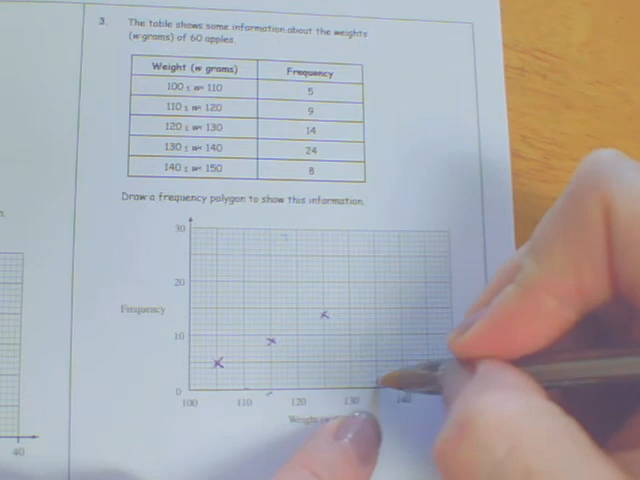 3. The table shows some information about the weights
(w grams) of 60 apples.
Weight (w grams) Frequency
100 ≤ w< 110 5
110 ≤ w< 120 9
120 ≤ w< 130 14
130 ≤ w< 140 24
140 ≤ w< 150 8
Draw a frequency polygon to show this information.
30
20
Frequency
10
0
100 110 120 130 140
Weight (w
40